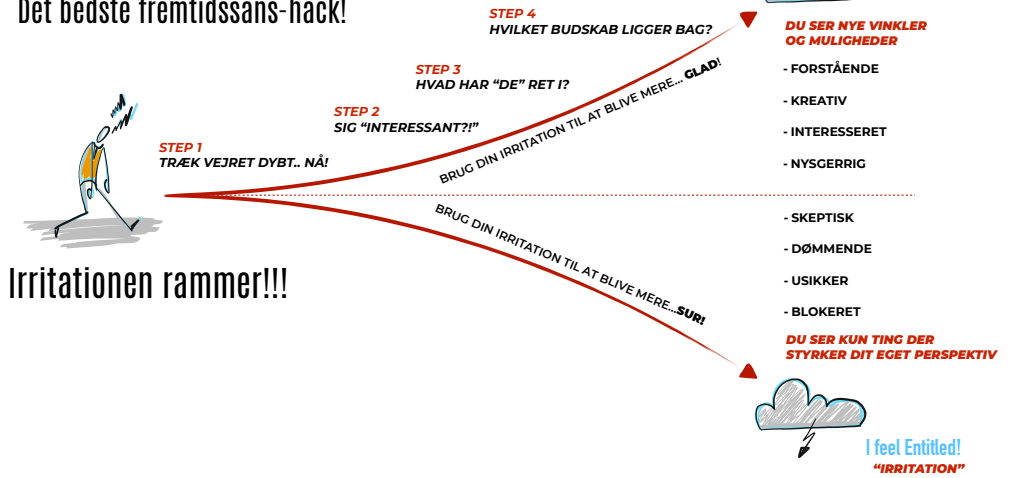 Det bedste fremtidssans-hack!
STEP 4
HVILKET BUDSKAB LIGGER BAG?
STEP 3
HVAD HAR “DE” RET I?
STEP 2
SIG “INTERESSANT?!”
STEP 1
TRÆK VEJRET DYBT.. NÅ!
BRUG DIN IRRITATION TIL AT BLIVE MERE... GLAD!
DU SER NYE VINKLER
OG MULIGHEDER
- FORSTÅENDE
- KREATIV
- INTERESSERET
- NYSGERRIG
Irritationen rammer!!!
BRUG DIN IRRITATION TIL AT BLIVE MERE...SUR!
- SKEPTISK
- DØMMENDE
- USIKKER
- BLOKERET
DU SER KUN TING DER
STYRKER DIT EGET PERSPEKTIV
I feel Entitled!
“IRRITATION”